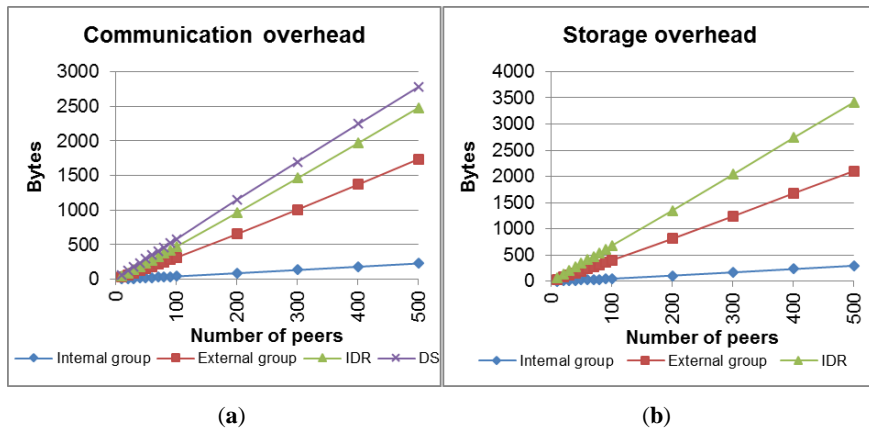 Communication overhead
3000
2500
2000
1500
1000
500
0
Bytes
0
100
200
300
400
500
Number of peers
Internal group External group IDR DS
Storage overhead
4000
3500
3000
2500
2000
1500
1000
500
0
Bytes
0
100
200
300
400
500
Number of peers
Internal group External group IDR
(a)
(b)